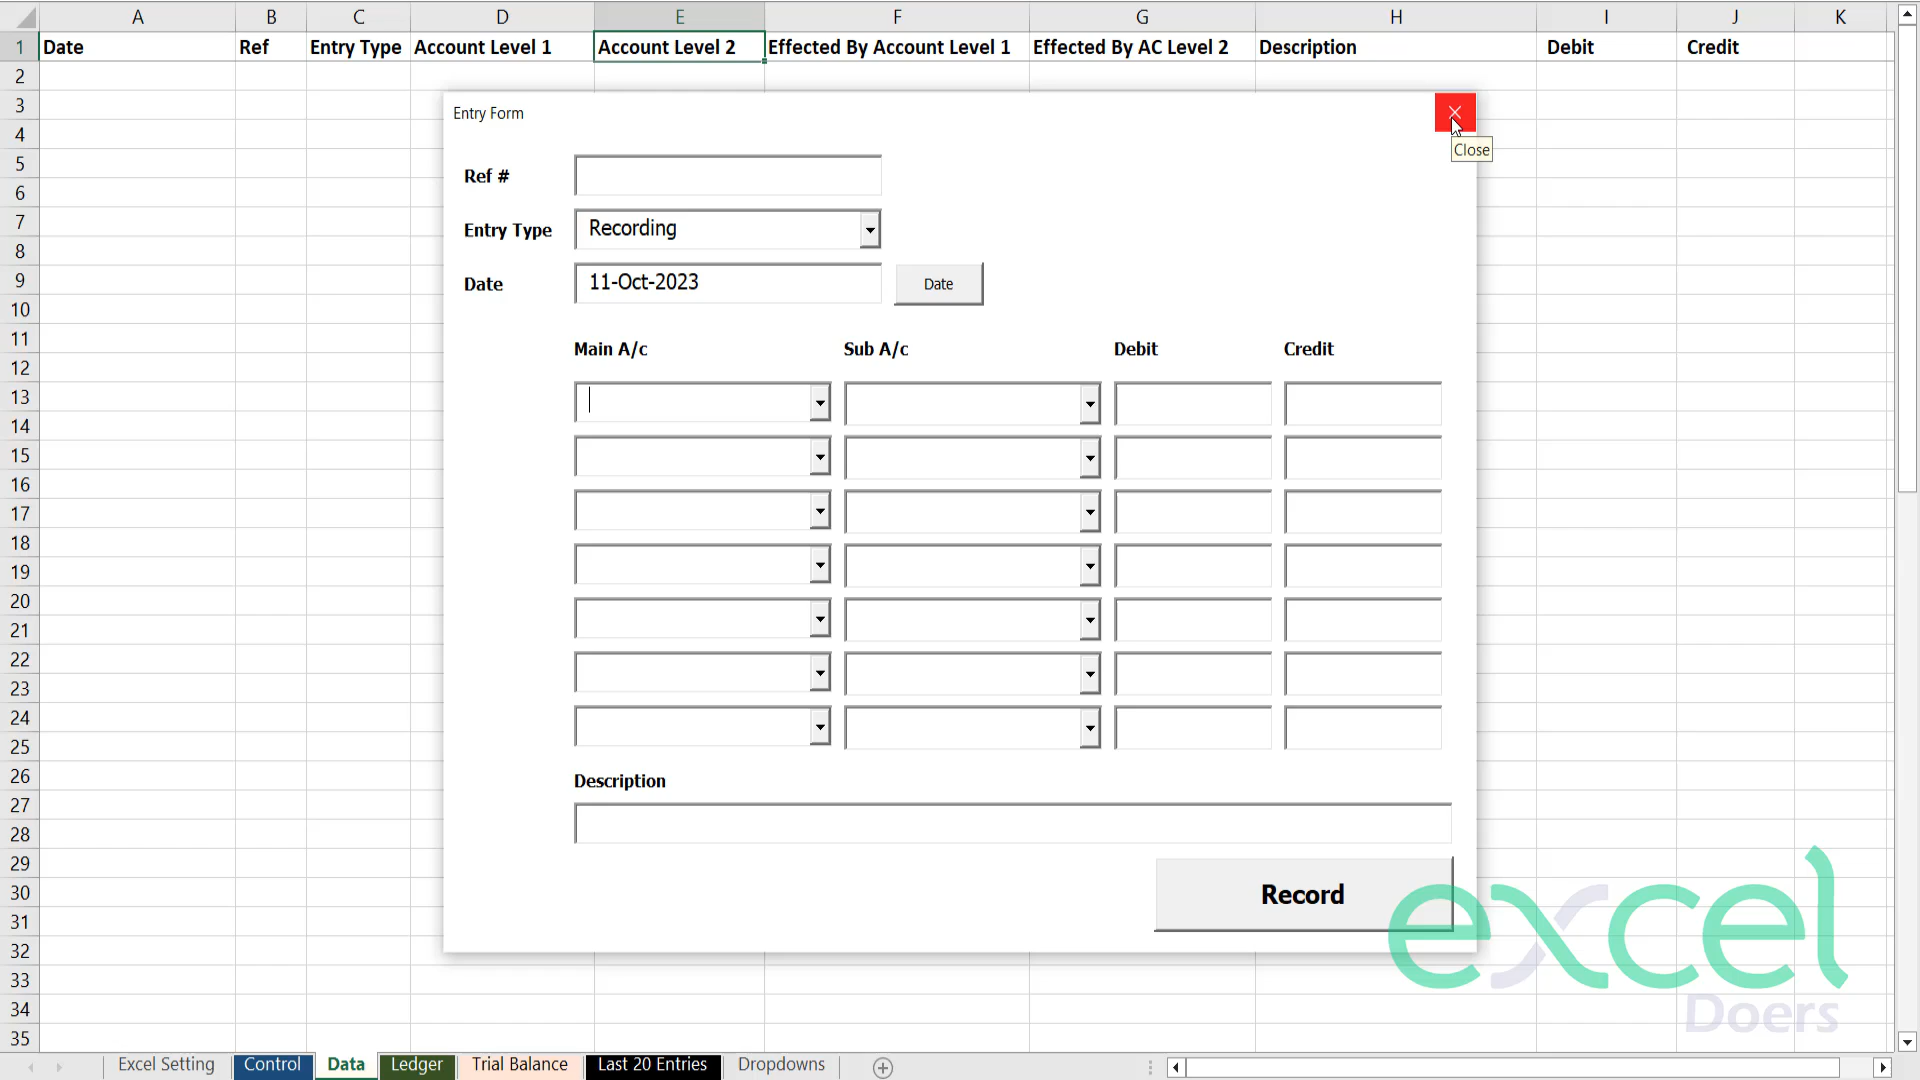 A B C D E F G H I J K
1 Date Ref Entry Type Account Level 1 Account Level 2 Effected By Account Level 1 Effected By AC Level 2 Description Debit Credit
2
3
Entry Form
4
Close
5
Ref #
6
7
Entry Type Recording
8
9
Date 11-Oct-2023 Date
10
11
Main A/c Sub A/c Debit Credit
12
13
14
15
16
17
18
19
20
21
22
23
24
25
26
Description
27
28
29
30
Record
31
32
33
34
35
excel
Doers
Excel Setting Control Data Ledger Trial Balance Last 20 Entries Dropdowns